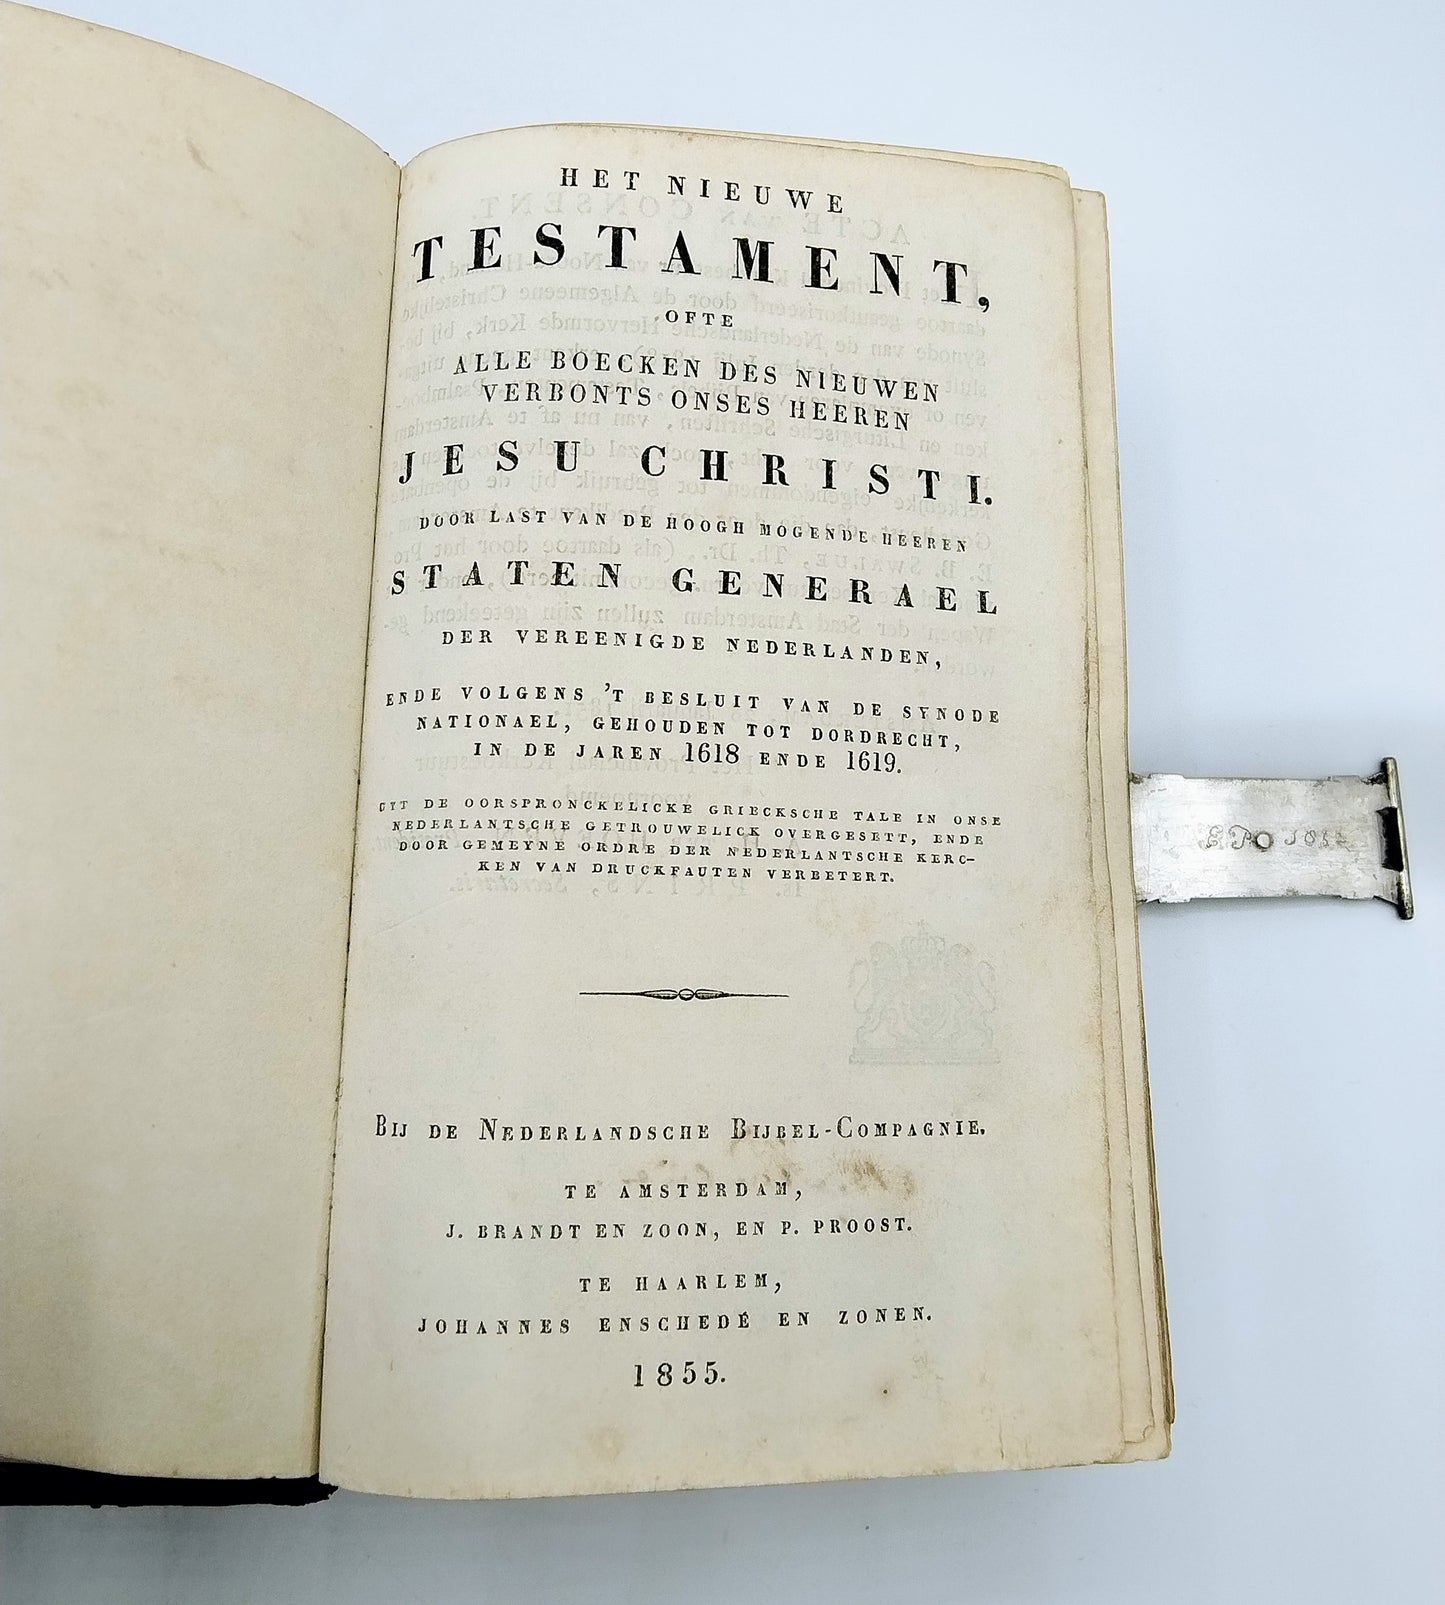 HET NIEUWE
TESTAMENT,
OFTE
ALLE BOECKEN DES NIEUWEN
VERBONTS ONSES HEEREN
JESU CHRISTI.
DOOR LAST VAN DE HOOGH MOGENDE HEEREN
STATEN GENERAEL
DER VEREENIGDE NEDERLANDEN,
ENDE VOLGENS 'T BESLUIT VAN DE SYNODE
NATIONAEL, GEHOUDEN TOT DORDRECHT,
IN DE JAREN 1618 ENDE 1619.
UYT DE OORSPRONCKELICKE GRIECKSCHE TALE IN ONSE
NEDERLANTSCHE GETROUWELICK OVERGESETT, ENDE
DOOR GEMEYNE ORDRE DER NEDERLANTSCHE KERC-
KEN VAN DRUCKFAUTEN VERBETERT.
BIJ DE NEDERLANDSCHE BIJBEL-COMPAGNIE.
TE AMSTERDAM,
J. BRANDT EN ZOON, EN P. PROOST.
TE HAARLEM,
JOHANNES ENSCHEDÉ EN ZONEN.
1855.